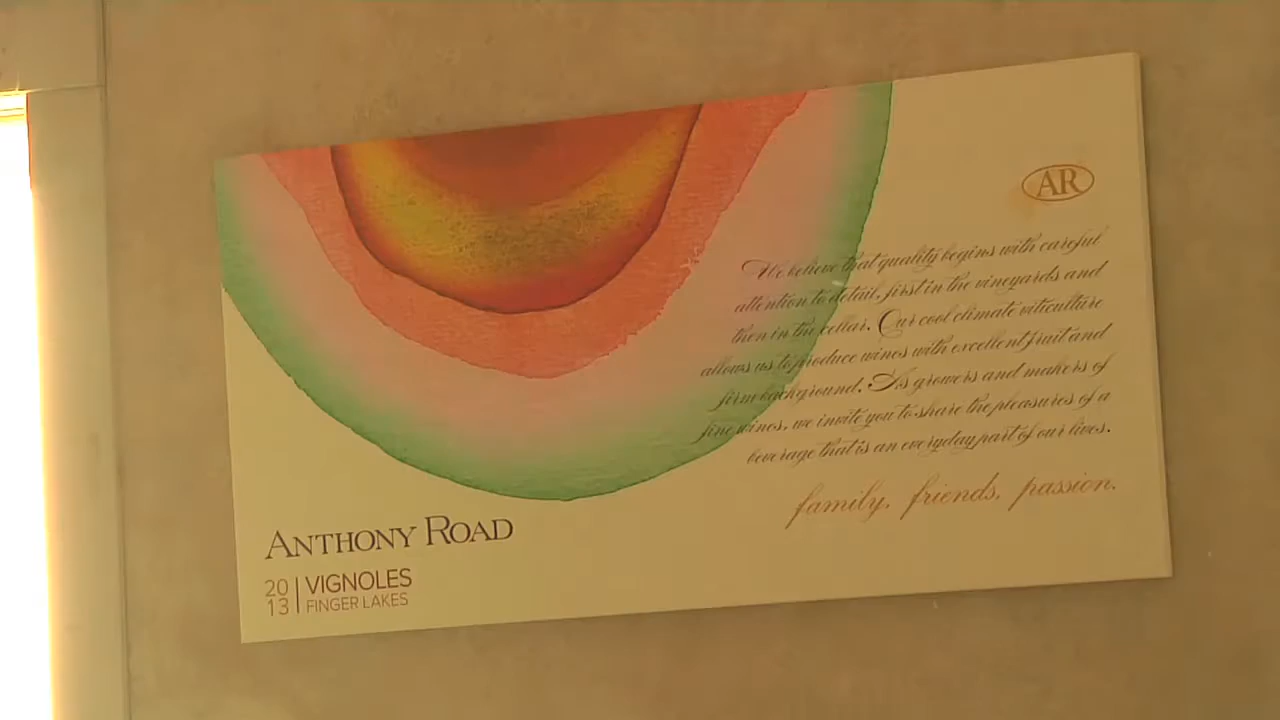 AR
We believe that quality begins with careful
attention to detail, first in the vineyards and
then in the cellar. Our cool climate viticulture
allows us to produce wines with excellent fruit and
firm background. As growers and makers of
fine wines, we invite you to share the pleasures of a
beverage that is an everyday part of our lives.
family. friends. passion.
ANTHONY ROAD
2013 | VIGNOLES
FINGER LAKES